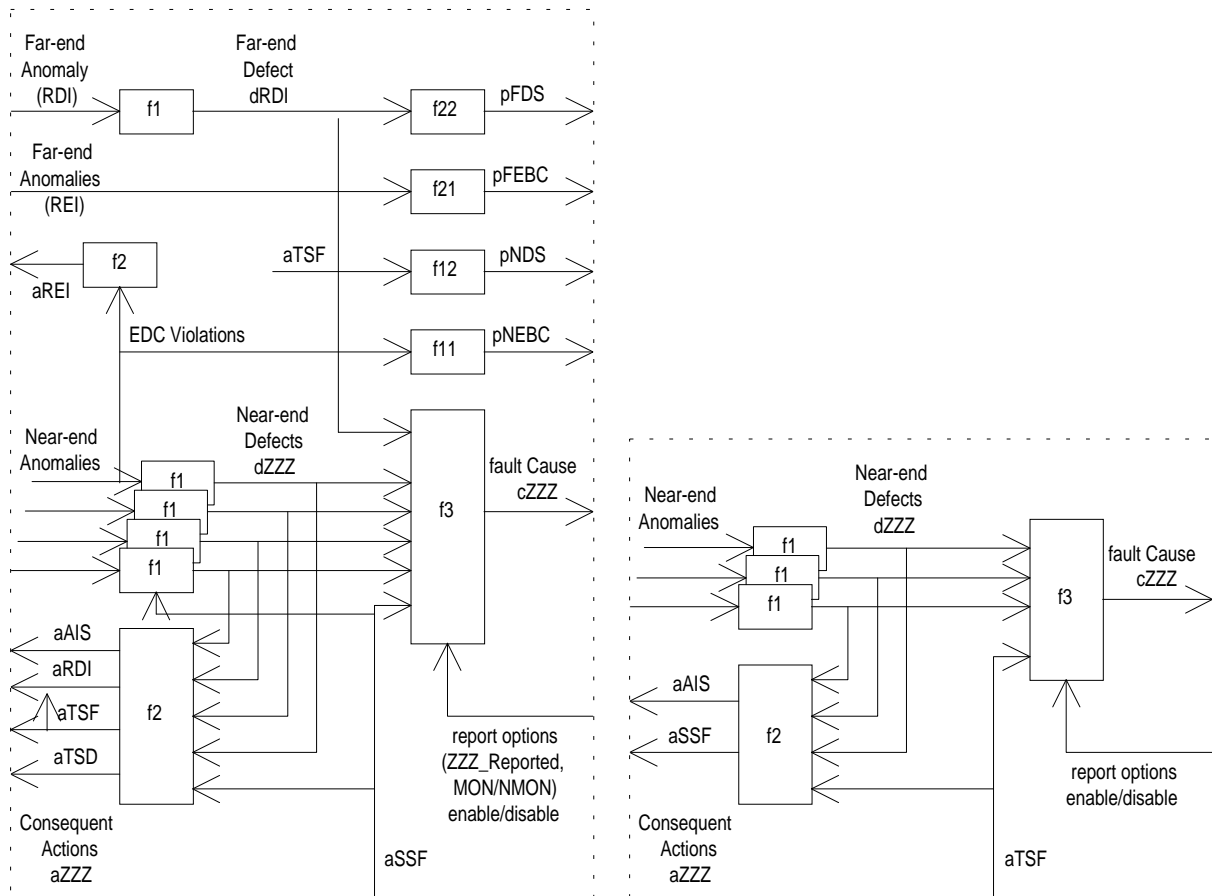 Far-end
Anomaly
(RDI)
f1
Far-end
Defect
dRDI
f22
pFDS
Far-end
Anomalies
(REI)
f21
pFEBC
f2
aREI
aTSF
f12
pNDS
EDC Violations
f11
pNEBC
Near-end
Anomalies
f1
f1
f1
f1
Near-end
Defects
dZZZ
f3
fault Cause
cZZZ
aAIS
aRDI
aTSF
aTSD
f2
report options
(ZZZ_Reported,
MON/NMON)
enable/disable
Consequent
Actions
aZZZ
aSSF
Near-end
Anomalies
f1
f1
f1
Near-end
Defects
dZZZ
f3
fault Cause
cZZZ
aAIS
aSSF
f2
report options
enable/disable
Consequent
Actions
aZZZ
aTSF